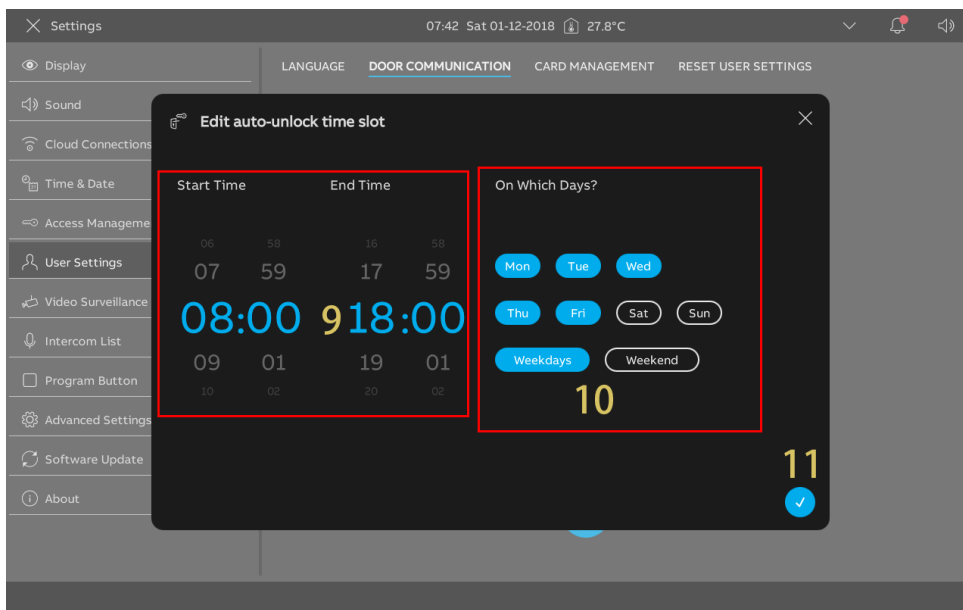 Settings
07:42 Sat 01-12-2018 27.8°C
Display
LANGUAGE DOOR COMMUNICATION CARD MANAGEMENT RESET USER SETTINGS
Sound
Edit auto-unlock time slot
Cloud Connections
Time & Date
Start Time End Time On Which Days?
Access Manageme
06 58 16 58
User Settings
07 59 17 59
Mon Tue Wed
Video Surveillance
08:00 9 18:00
Thu Fri Sat Sun
Intercom List
09 01 19 01
Weekdays Weekend
Program Button
10 02 20 02
10
Advanced Settings
Software Update
11
About